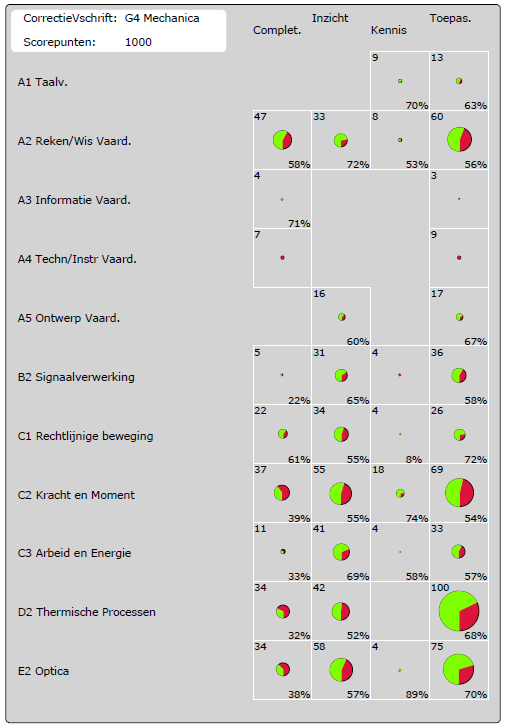 CorrectieVschrift: G4 Mechanica
Scorepunten: 1000
Complet. Inzicht Kennis Toepas.
A1 Taalv. 9 70% 13 63%
A2 Reken/Wis Vaard. 47 58% 33 72% 8 53% 60 56%
A3 Informatie Vaard. 4 71% 3
A4 Techn/Instr Vaard. 7 9
A5 Ontwerp Vaard. 16 60% 17 67%
B2 Signaalverwerking 5 22% 31 65% 4 36 58%
C1 Rechtlijnige beweging 22 61% 34 55% 4 8% 26 72%
C2 Kracht en Moment 37 39% 55 55% 18 74% 69 54%
C3 Arbeid en Energie 11 33% 41 69% 4 58% 33 57%
D2 Thermische Processen 34 32% 42 52% 100 68%
E2 Optica 34 38% 58 57% 4 89% 75 70%